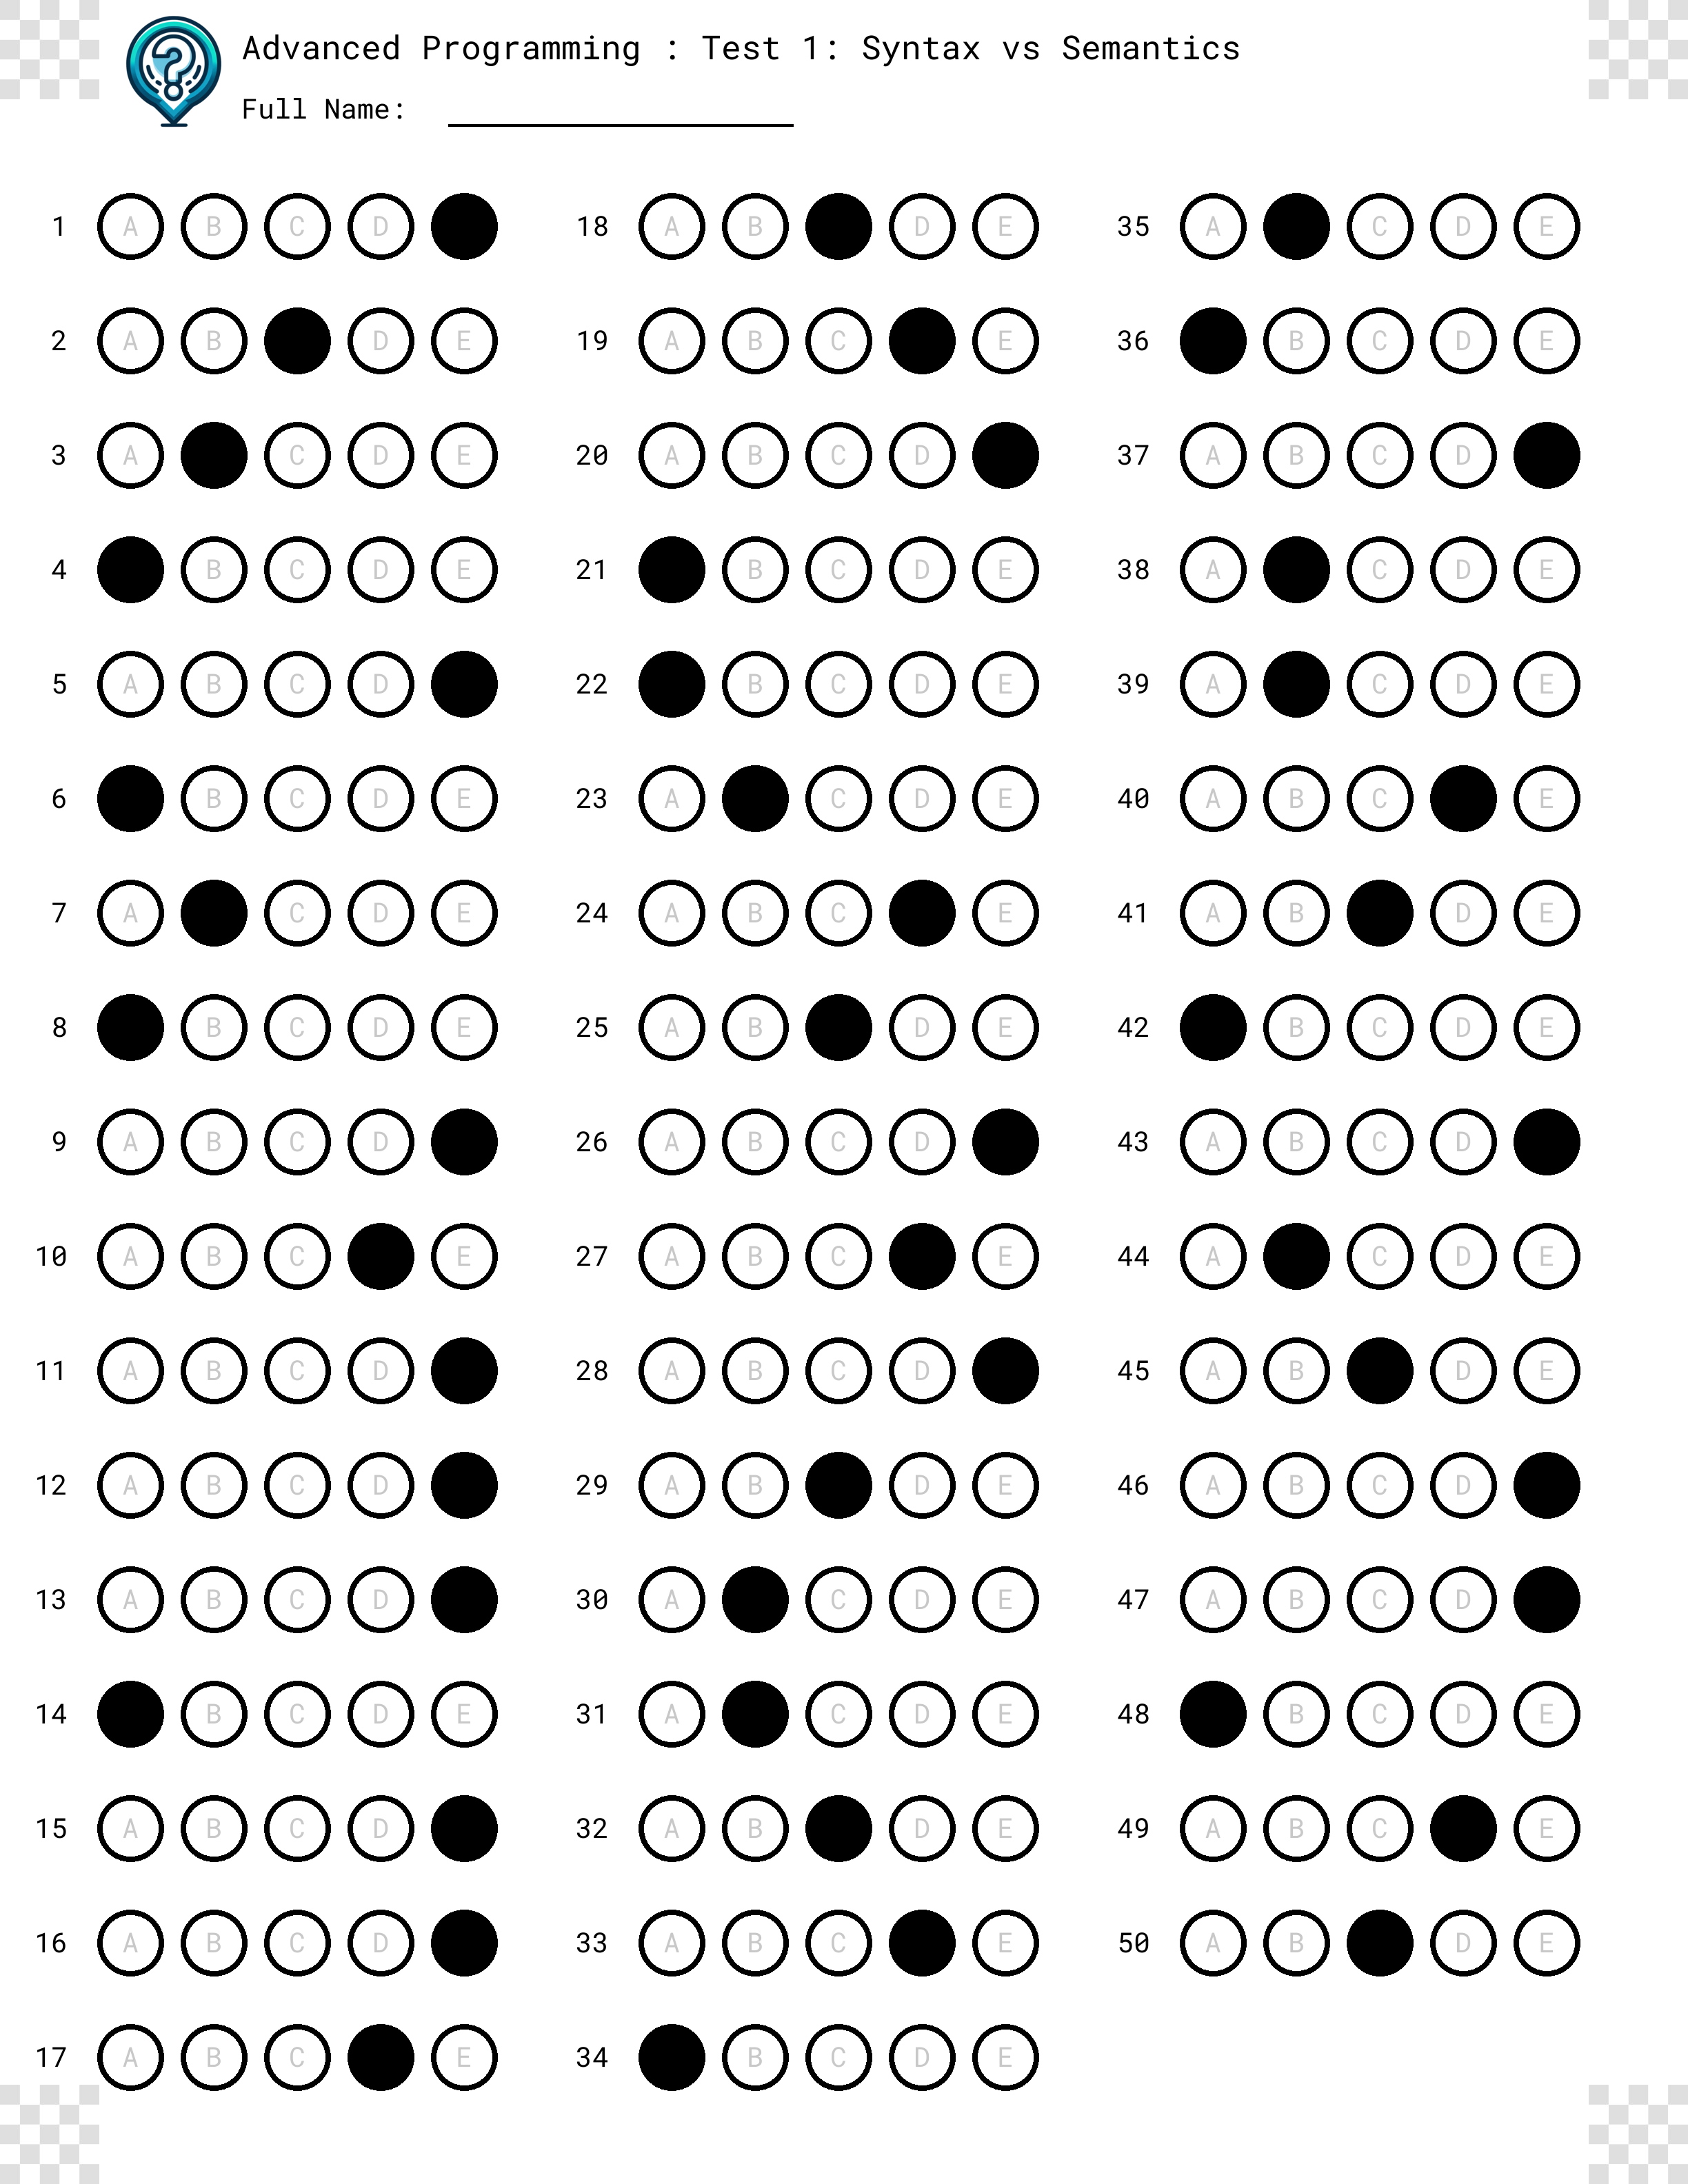 Advanced Programming : Test 1: Syntax vs Semantics
Full Name:
1 A B C D
2 A B D E
3 A C D E
4 B C D E
5 A B C D
6 B C D E
7 A C D E
8 B C D E
9 A B C D
10 A B C E
11 A B C D
12 A B C D
13 A B C D
14 B C D E
15 A B C D
16 A B C D
17 A B C E
18 A B D E
19 A B C E
20 A B C D
21 B C D E
22 B C D E
23 A C D E
24 A B C E
25 A B D E
26 A B C D
27 A B C E
28 A B C D
29 A B D E
30 A C D E
31 A C D E
32 A B D E
33 A B C E
34 B C D E
35 A C D E
36 B C D E
37 A B C D
38 A C D E
39 A C D E
40 A B C E
41 A B D E
42 B C D E
43 A B C D
44 A C D E
45 A B D E
46 A B C D
47 A B C D
48 B C D E
49 A B C E
50 A B D E